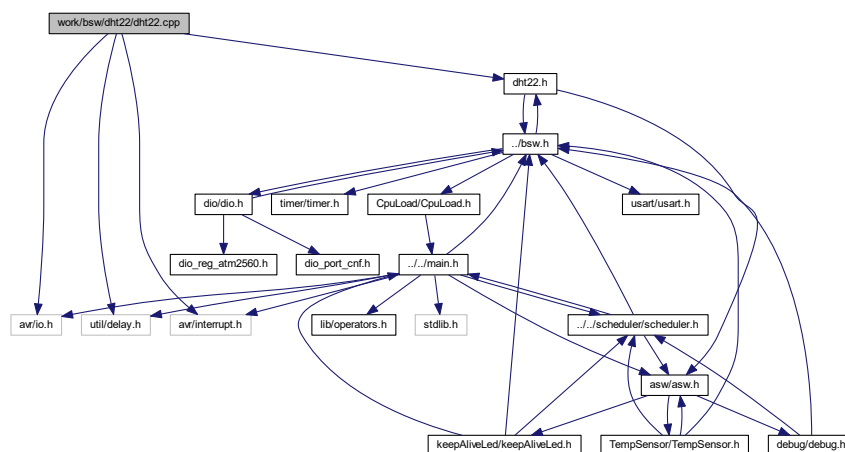 work/bsw/dht22/dht22.cpp
dht22.h
../bsw.h
dio/dio.h
timer/timer.h
CpuLoad/CpuLoad.h
usart/usart.h
dio_reg_atm2560.h
dio_port_cnf.h
../../main.h
avr/io.h
util/delay.h
avr/interrupt.h
lib/operators.h
stdlib.h
../../scheduler/scheduler.h
asw/asw.h
keepAliveLed/keepAliveLed.h
TempSensor/TempSensor.h
debug/debug.h